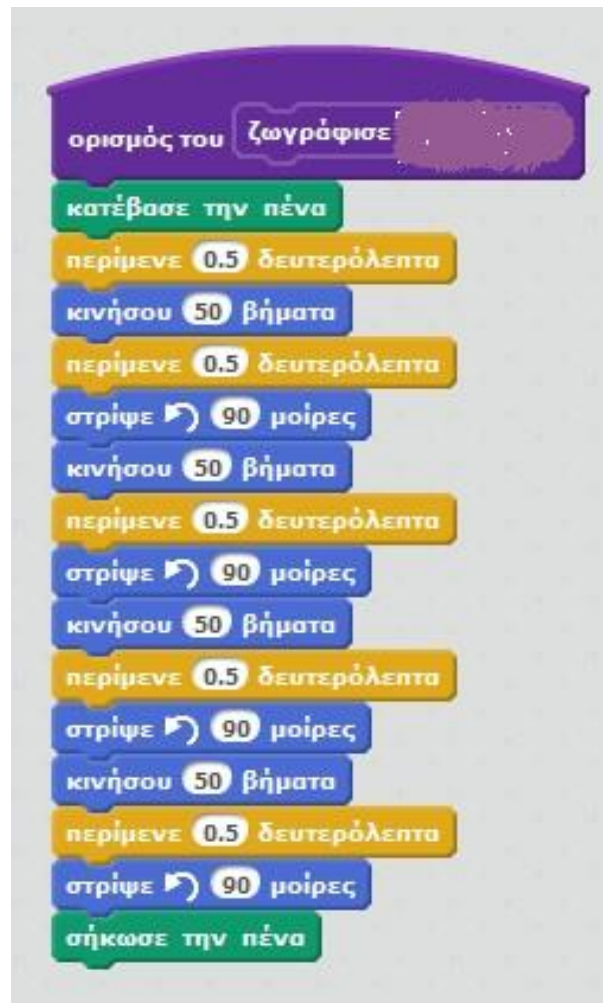 ορισμός του ζωγράφισε
κατέβασε την πένα
περίμενε 0.5 δευτερόλεπτα
κινήσου 50 βήματα
περίμενε 0.5 δευτερόλεπτα
στρίψε 90 μοίρες
κινήσου 50 βήματα
περίμενε 0.5 δευτερόλεπτα
στρίψε 90 μοίρες
κινήσου 50 βήματα
περίμενε 0.5 δευτερόλεπτα
στρίψε 90 μοίρες
κινήσου 50 βήματα
περίμενε 0.5 δευτερόλεπτα
στρίψε 90 μοίρες
σήκωσε την πένα